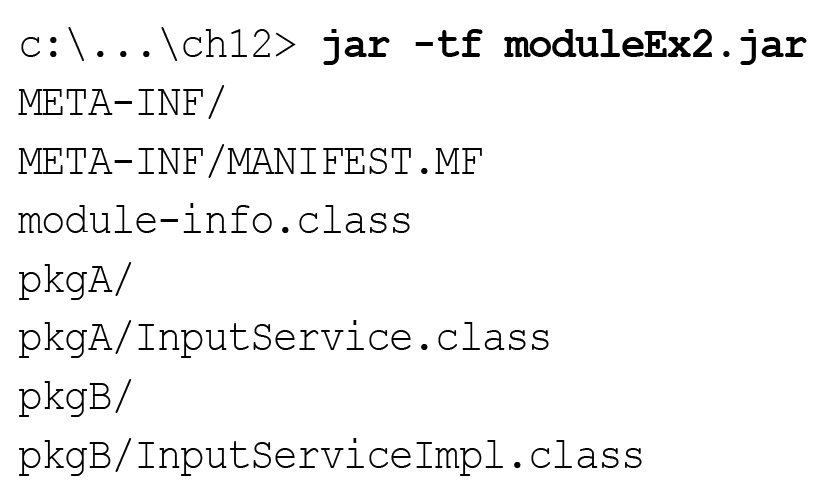 c:\...\ch12> jar -tf moduleEx2.jar
META-INF/
META-INF/MANIFEST.MF
module-info.class
pkgA/
pkgA/InputService.class
pkgB/
pkgB/InputServiceImpl.class